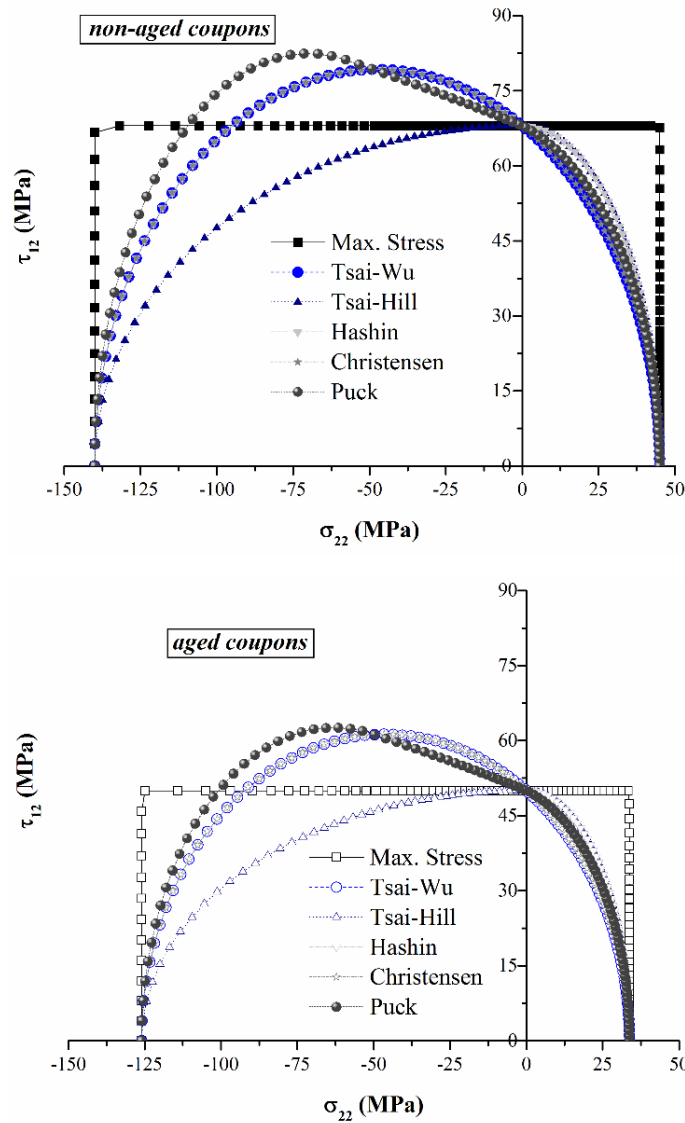 non-aged coupons
90
75
60
45
30
15
0
τ12 (MPa)
Max. Stress
Tsai-Wu
Tsai-Hill
Hashin
Christensen
Puck
-150 -125 -100 -75 -50 -25 0 25 50
σ22 (MPa)
aged coupons
90
75
60
45
30
15
0
τ12 (MPa)
Max. Stress
Tsai-Wu
Tsai-Hill
Hashin
Christensen
Puck
-150 -125 -100 -75 -50 -25 0 25 50
σ22 (MPa)